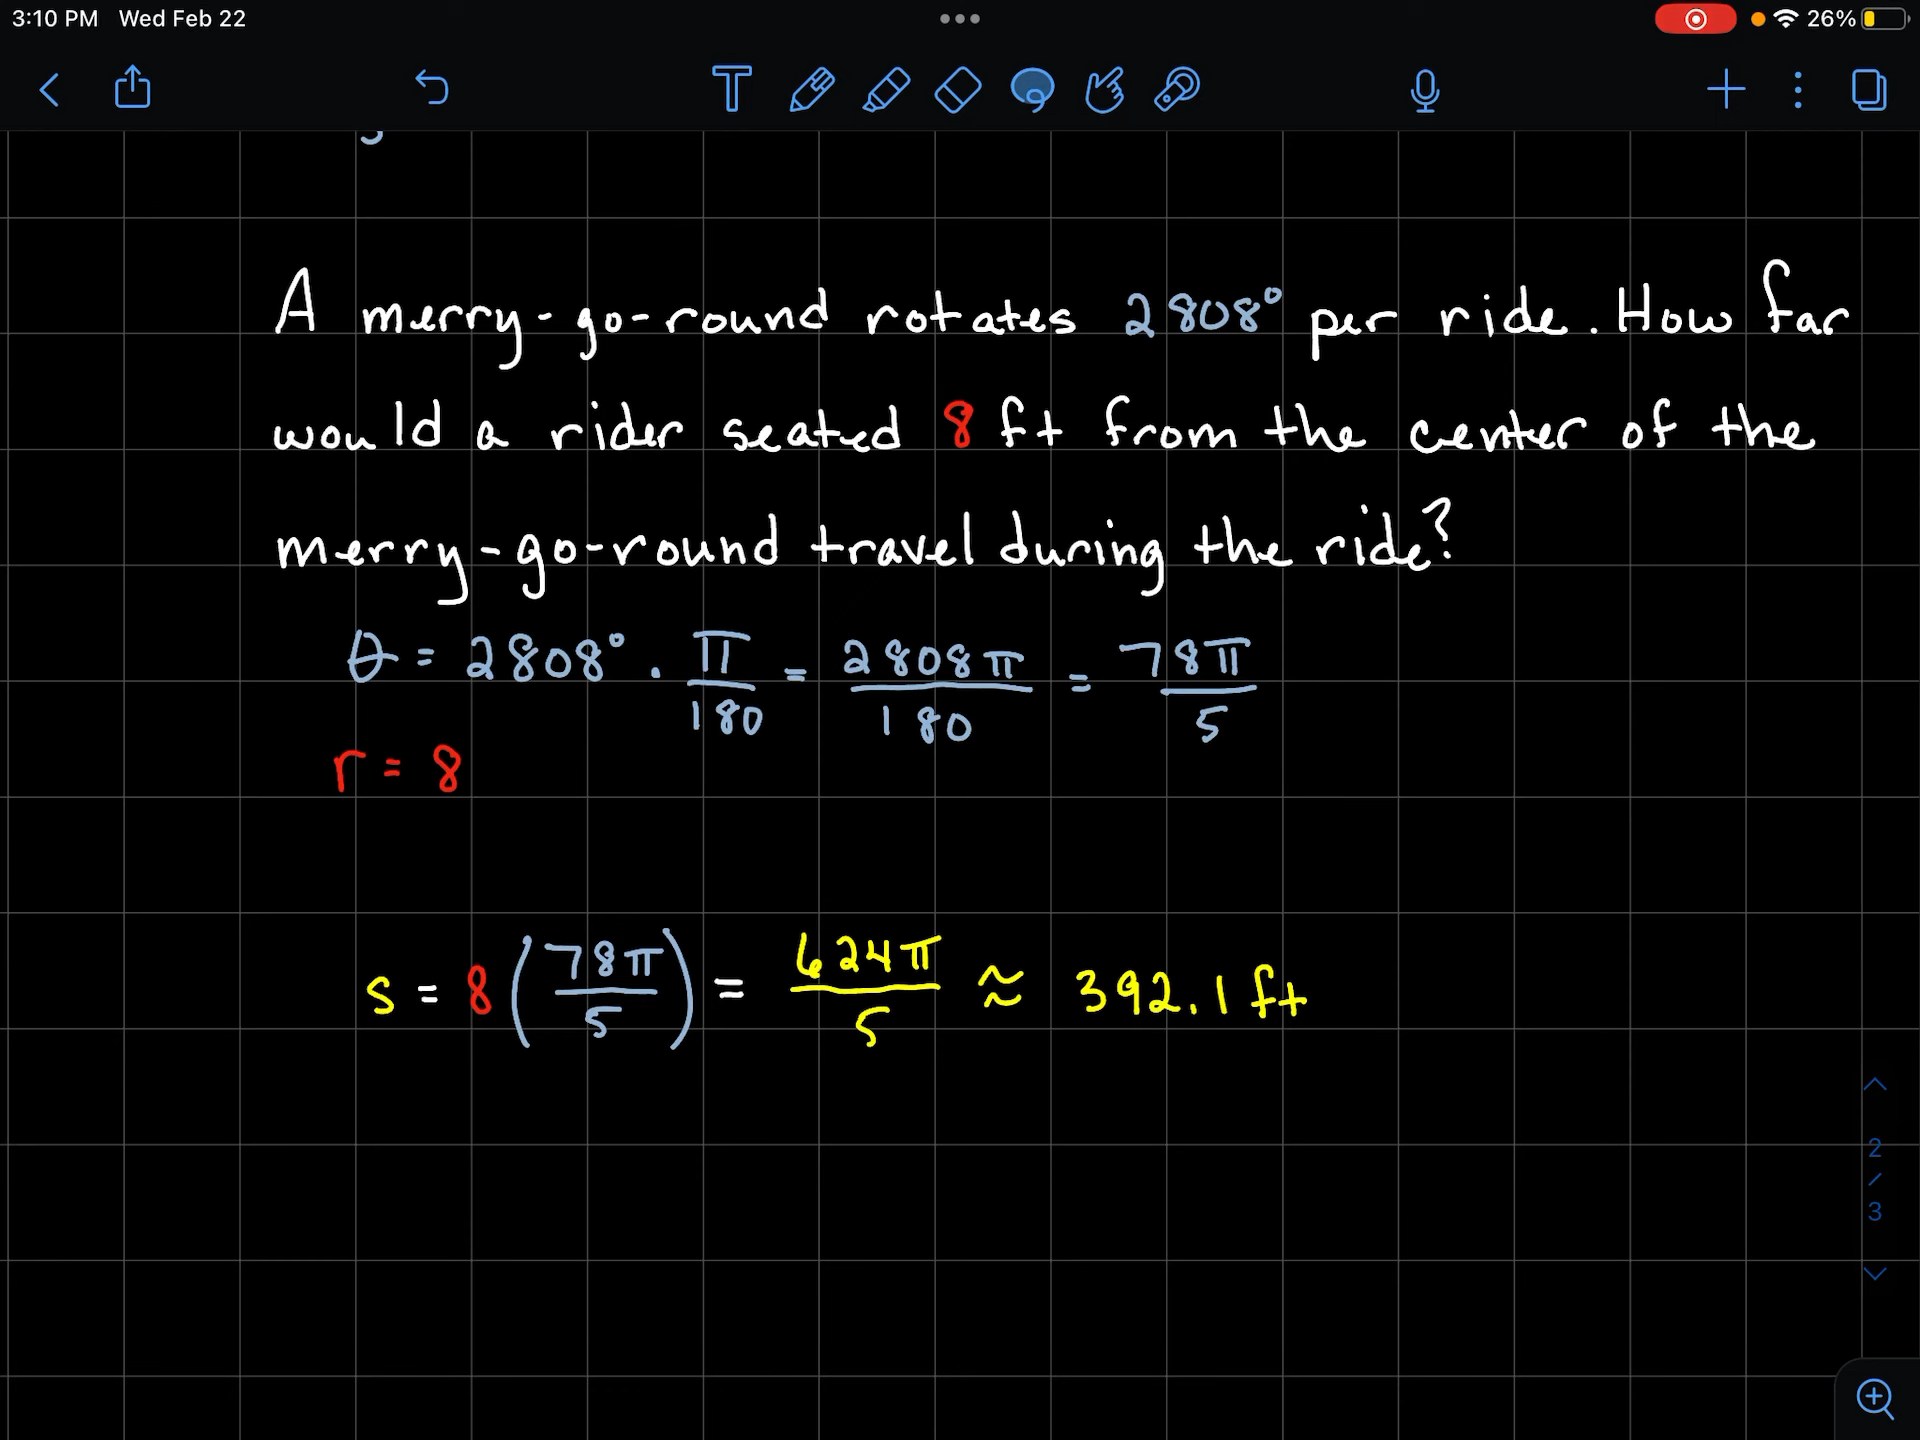 3:10 PM Wed Feb 22
26%
T
A merry-go-round rotates 2808° per ride. How far
would a rider seated 8 ft from the center of the
merry-go-round travel during the ride?
θ = 2808° · π/180 = 2808π/180 = 78π/5
r = 8
s = 8(78π/5) = 624π/5 ≈ 392.1 ft
2
/
3